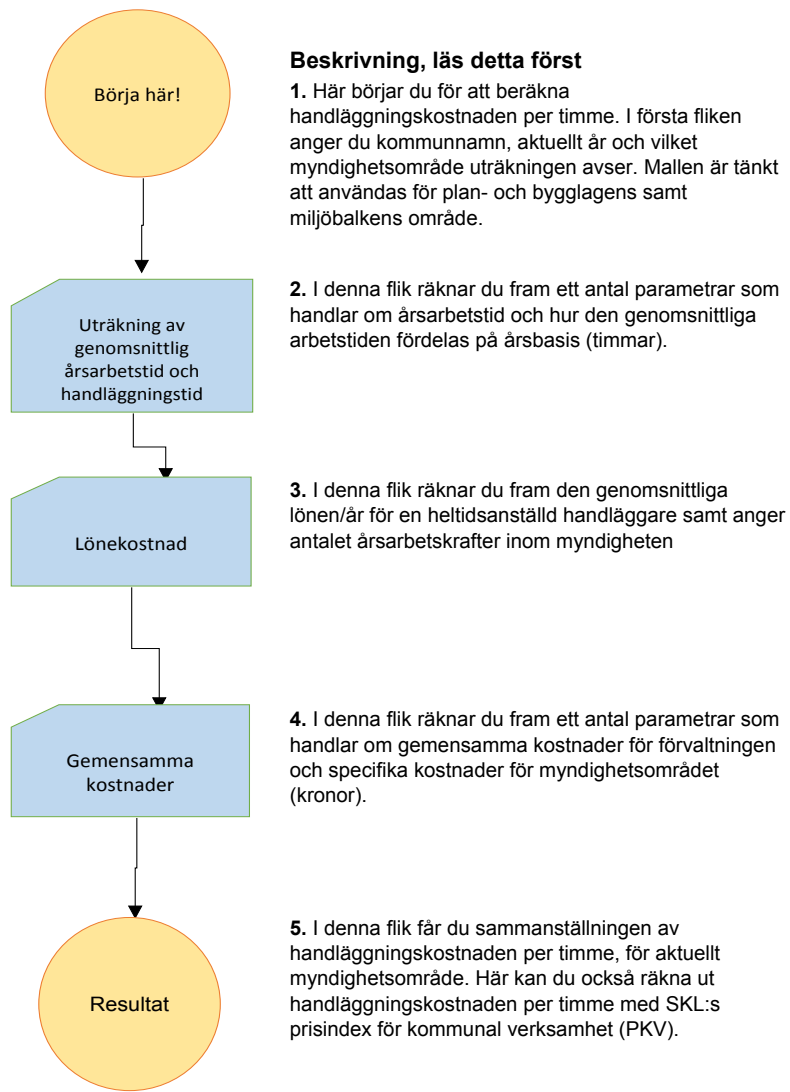 Börja här!
Beskrivning, läs detta först
1. Här börjar du för att beräkna
handläggningskostnaden per timme. I första fliken
anger du kommunnamn, aktuellt år och vilket
myndighetsområde uträkningen avser. Mallen är tänkt
att användas för plan- och bygglagens samt
miljöbalkens område.
Uträkning av
genomsnittlig
årsarbetstid och
handläggningstid
2. I denna flik räknar du fram ett antal parametrar som
handlar om årsarbetstid och hur den genomsnittliga
arbetstiden fördelas på årsbasis (timmar).
Lönekostnad
3. I denna flik räknar du fram den genomsnittliga
lönen/år för en heltidsanställd handläggare samt anger
antalet årsarbetskrafter inom myndigheten
Gemensamma
kostnader
4. I denna flik räknar du fram ett antal parametrar som
handlar om gemensamma kostnader för förvaltningen
och specifika kostnader för myndighetsområdet
(kronor).
Resultat
5. I denna flik får du sammanställningen av
handläggningskostnaden per timme, för aktuellt
myndighetsområde. Här kan du också räkna ut
handläggningskostnaden per timme med SKL:s
prisindex för kommunal verksamhet (PKV).